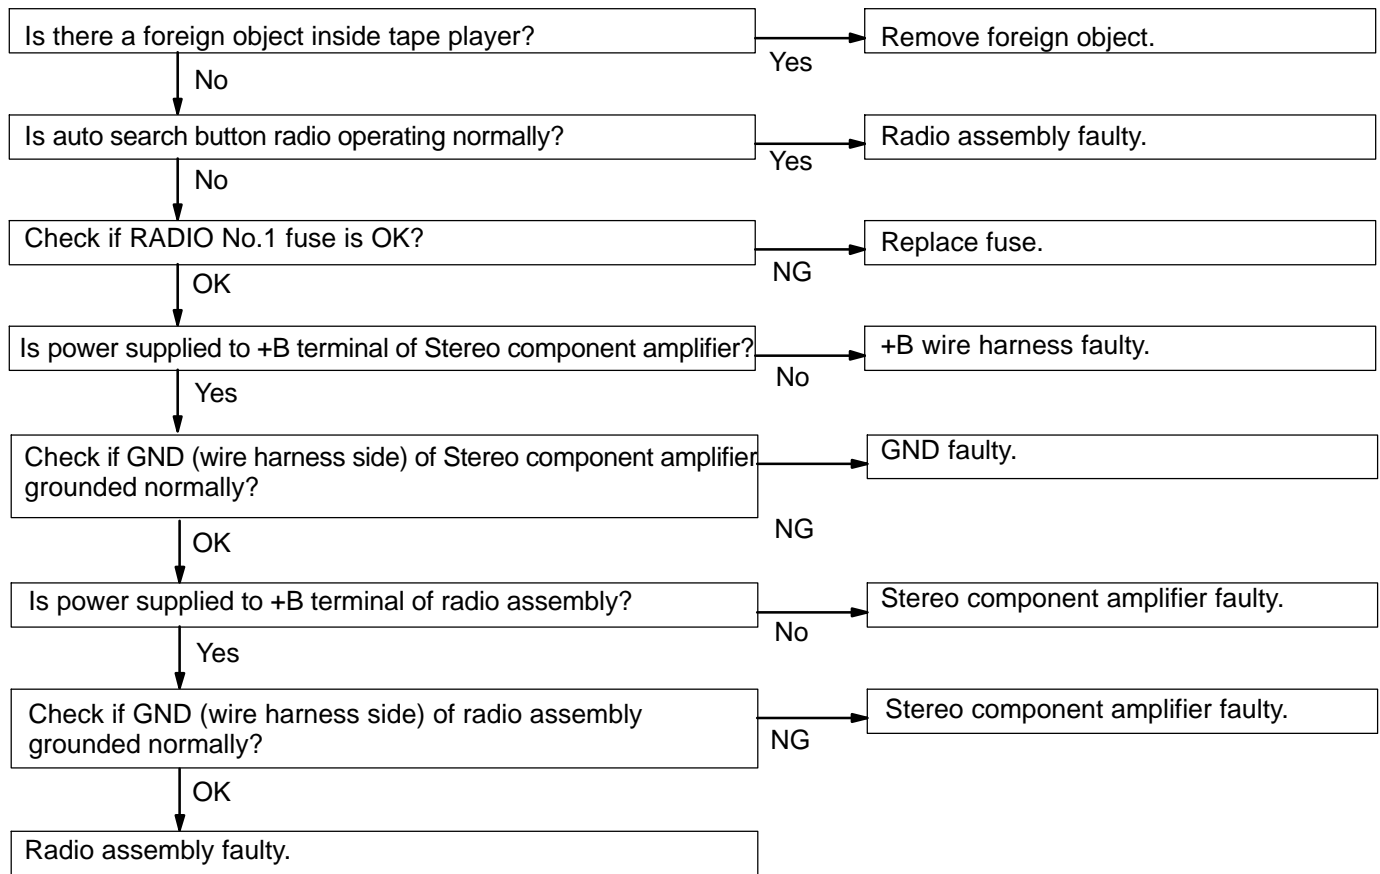 Is there a foreign object inside tape player?
Yes
Remove foreign object.
No
Is auto search button radio operating normally?
Yes
Radio assembly faulty.
No
Check if RADIO No.1 fuse is OK?
NG
Replace fuse.
OK
Is power supplied to +B terminal of Stereo component amplifier?
No
+B wire harness faulty.
Yes
Check if GND (wire harness side) of Stereo component amplifier
grounded normally?
NG
GND faulty.
OK
Is power supplied to +B terminal of radio assembly?
No
Stereo component amplifier faulty.
Yes
Check if GND (wire harness side) of radio assembly
grounded normally?
NG
Stereo component amplifier faulty.
OK
Radio assembly faulty.